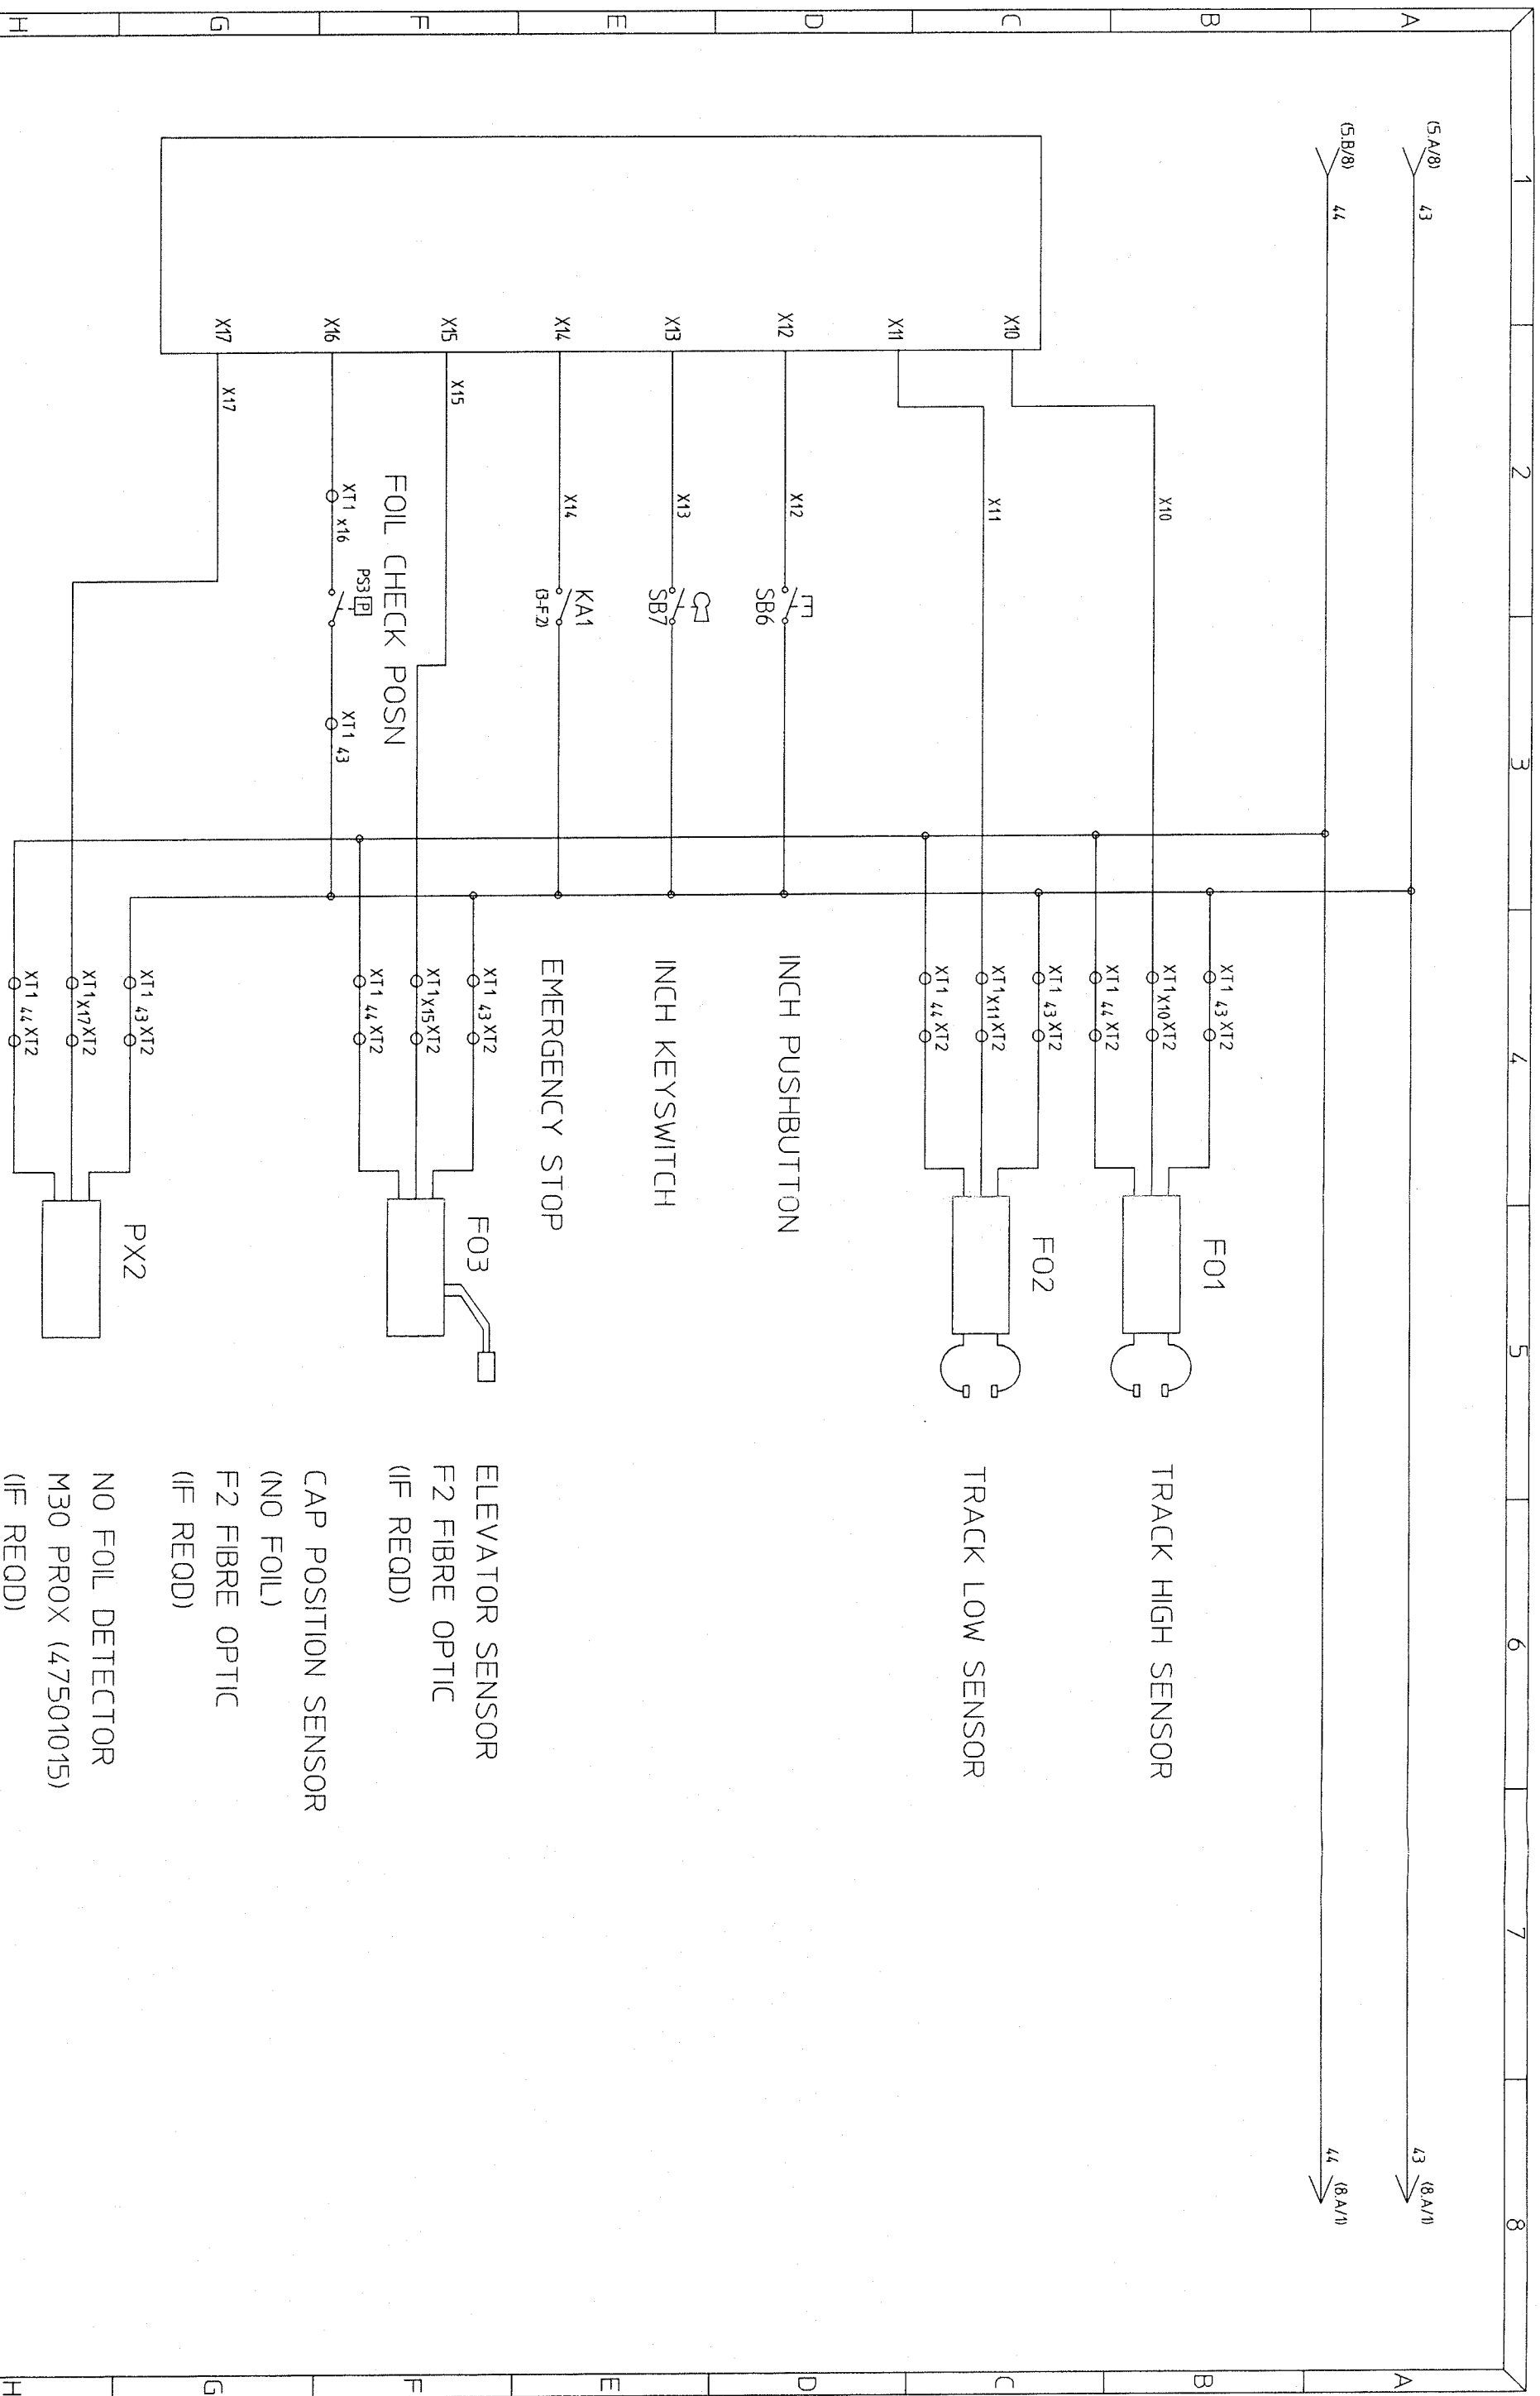 1
2
3
4
5
6
7
8
A
B
C
D
E
F
G
H
A
B
C
D
E
F
G
H
(5.A/8)
43
43
(8.A/1)
(5.B/8)
44
44
(8.A/1)
X10
X10
XT1 43 XT2
XT1 X10 XT2
XT1 44 XT2
FO1
TRACK HIGH SENSOR
X11
X11
XT1 43 XT2
XT1 X11 XT2
XT1 44 XT2
FO2
TRACK LOW SENSOR
X12
X12
SB6
INCH PUSHBUTTON
X13
X13
SB7
INCH KEYSWITCH
X14
X14
KA1
(3-F.2)
EMERGENCY STOP
X15
X15
XT1 43 XT2
XT1 X15 XT2
XT1 44 XT2
FO3
ELEVATOR SENSOR
F2 FIBRE OPTIC
(IF REQD)
FOIL CHECK POSN
X16
XT1 x16
PS3 P
XT1 43
CAP POSITION SENSOR
(NO FOIL)
F2 FIBRE OPTIC
(IF REQD)
X17
X17
XT1 43 XT2
XT1 X17 XT2
XT1 44 XT2
PX2
NO FOIL DETECTOR
M30 PROX (47501015)
(IF REQD)